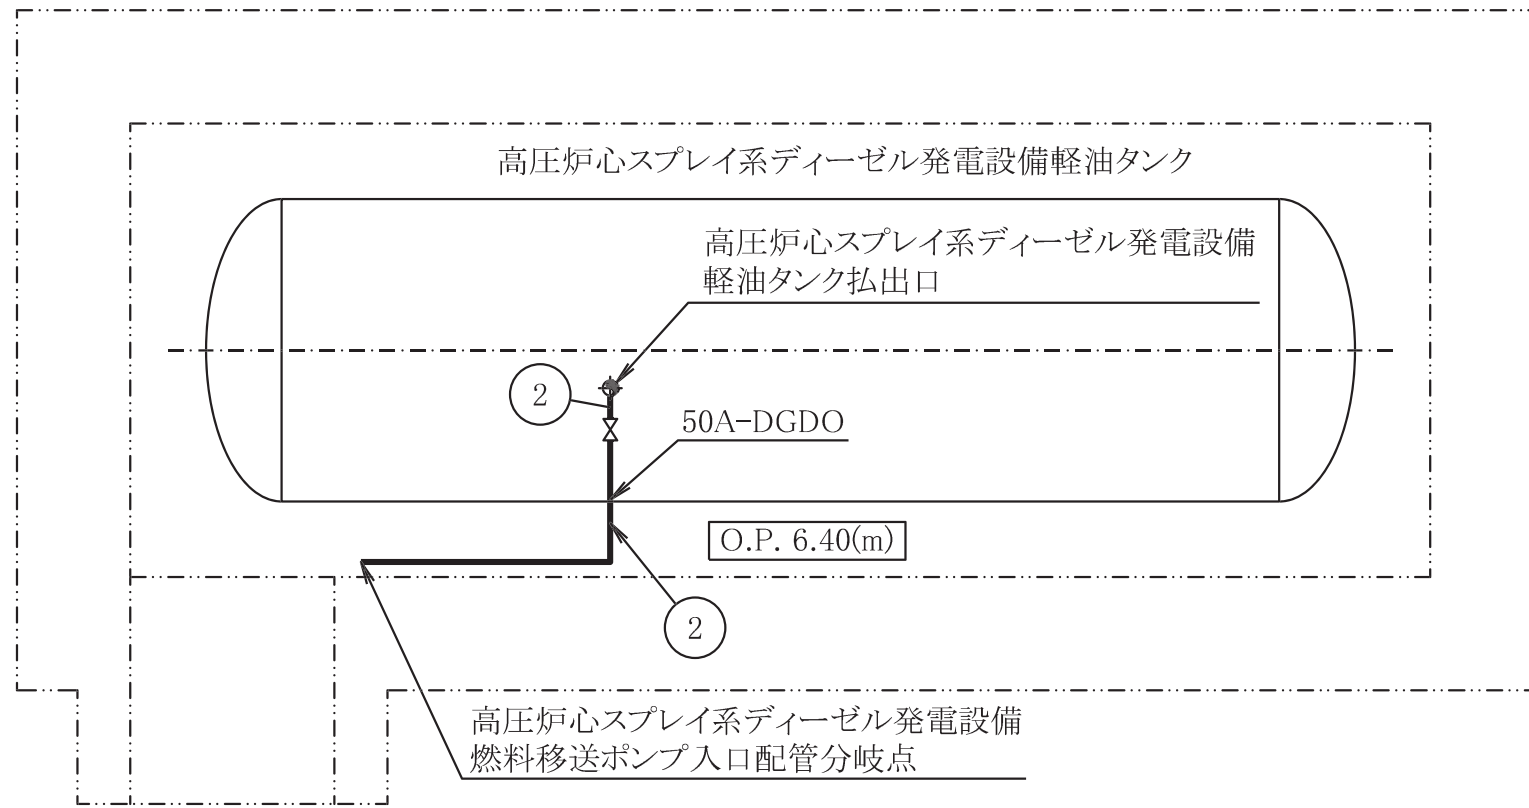 高圧炉心スプレイ系ディーゼル発電設備軽油タンク
高圧炉心スプレイ系ディーゼル発電設備
軽油タンク払出口
2
50A-DGDO
O.P. 6.40(m)
2
高圧炉心スプレイ系ディーゼル発電設備
燃料移送ポンプ入口配管分岐点